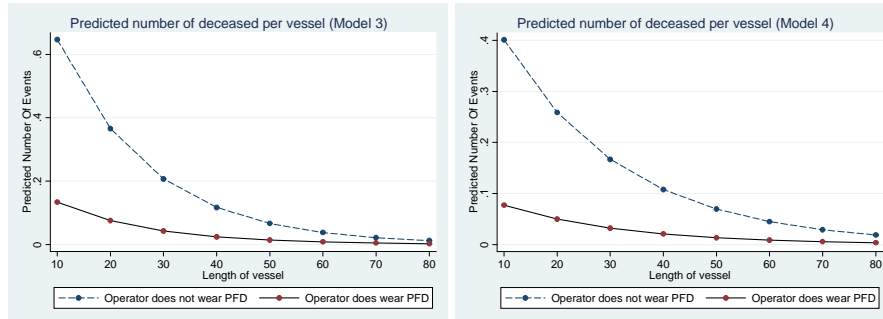 Predicted number of deceased per vessel (Model 3)
Predicted Number Of Events
.6
.4
.2
0
10 20 30 40 50 60 70 80
Length of vessel
Operator does not wear PFD Operator does wear PFD
Predicted number of deceased per vessel (Model 4)
Predicted Number Of Events
.4
.3
.2
.1
0
10 20 30 40 50 60 70 80
Length of vessel
Operator does not wear PFD Operator does wear PFD